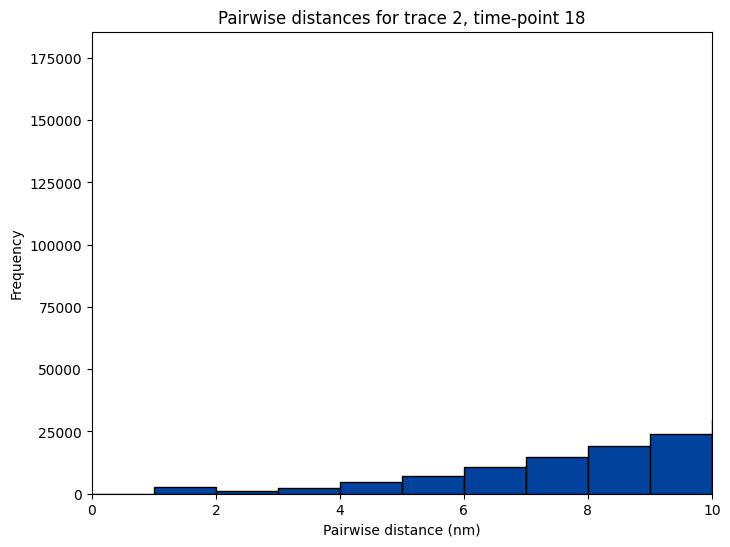 Pairwise distances for trace 2, time-point 18
175000
150000
125000
100000
75000
50000
25000
0
Frequency
0 2 4 6 8 10
Pairwise distance (nm)